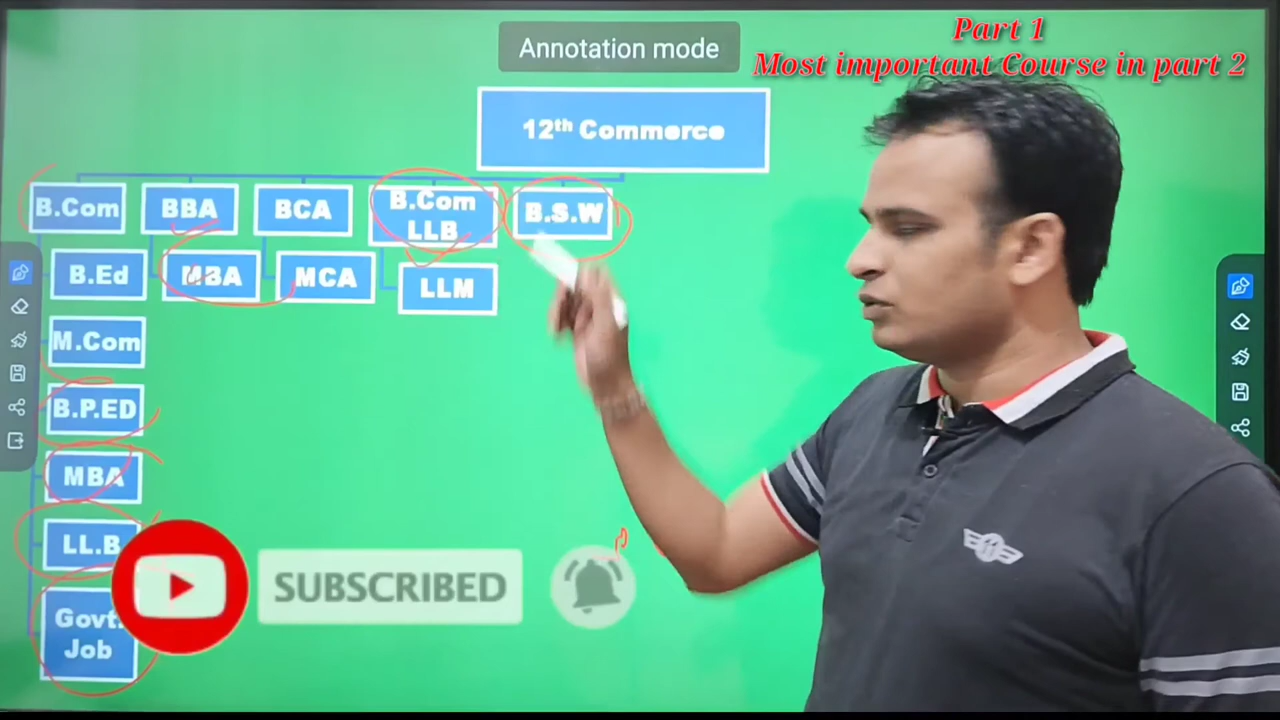 Annotation mode
Part 1
Most important Course in part 2
12th Commerce
B.Com
BBA
BCA
B.Com
LLB
B.S.W
B.Ed
MBA
MCA
LLM
M.Com
B.P.ED
MBA
LL.B
Govt.
Job
SUBSCRIBED